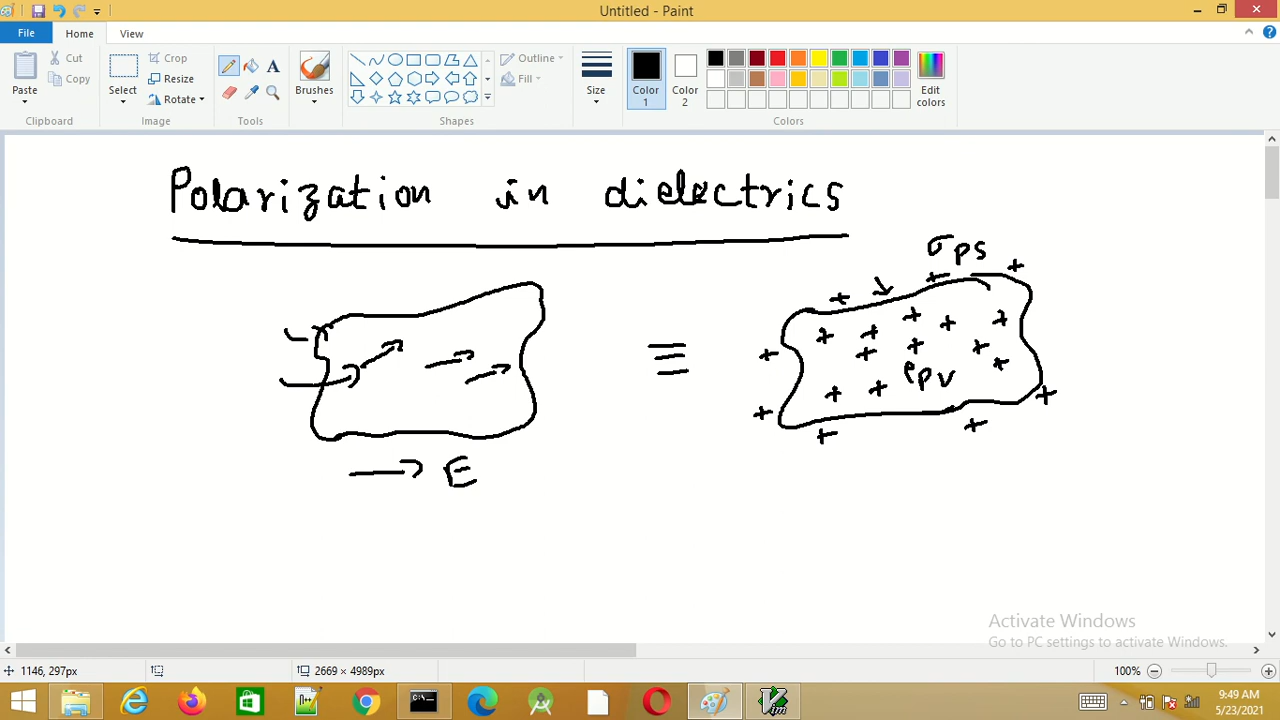 Untitled - Paint
File
Home
View
Paste
Cut
Copy
Clipboard
Select
Crop
Resize
Rotate
Image
Tools
Brushes
Shapes
Outline
Fill
Size
Color 1
Color 2
Colors
Edit colors
Polarization in dielectrics
σps
+ + +
+ + + + + + + + + + + + +
≡
ρpv
+ + + + +
→ E
Activate Windows
Go to PC settings to activate Windows.
1146, 297px
2669 × 4989px
100%
9:49 AM
5/23/2021